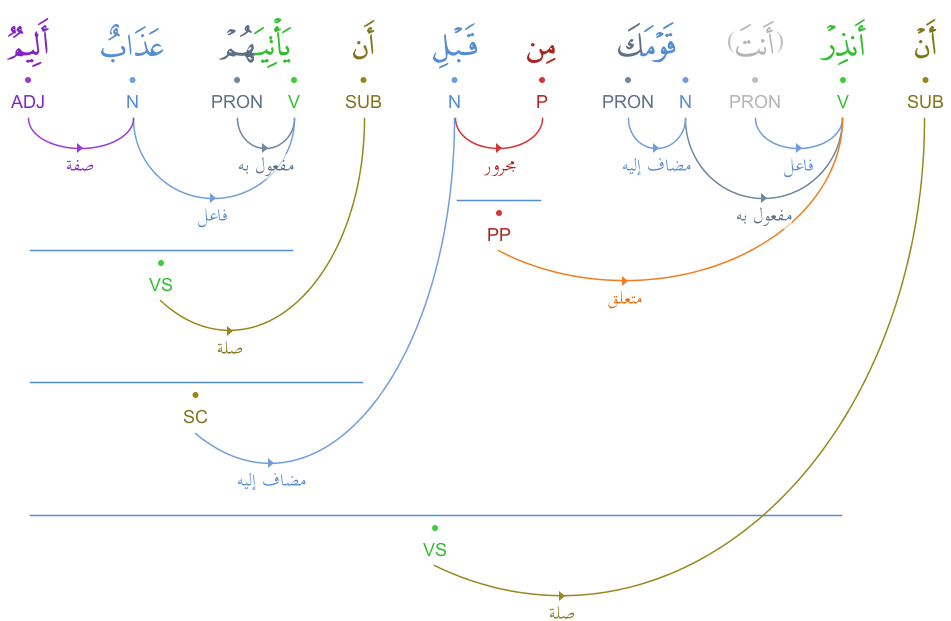 أَنْ أَنذِرْ (أَنتَ) قَوْمَكَ مِن قَبْلِ أَن يَأْتِيَهُمْ عَذَابٌ أَلِيمٌ
SUB V PRON N PRON P N SUB V PRON N ADJ
فاعل مضاف إليه مجرور مفعول به صفة
مفعول به فاعل
PP
VS
متعلق
صلة
SC
مضاف إليه
VS
صلة